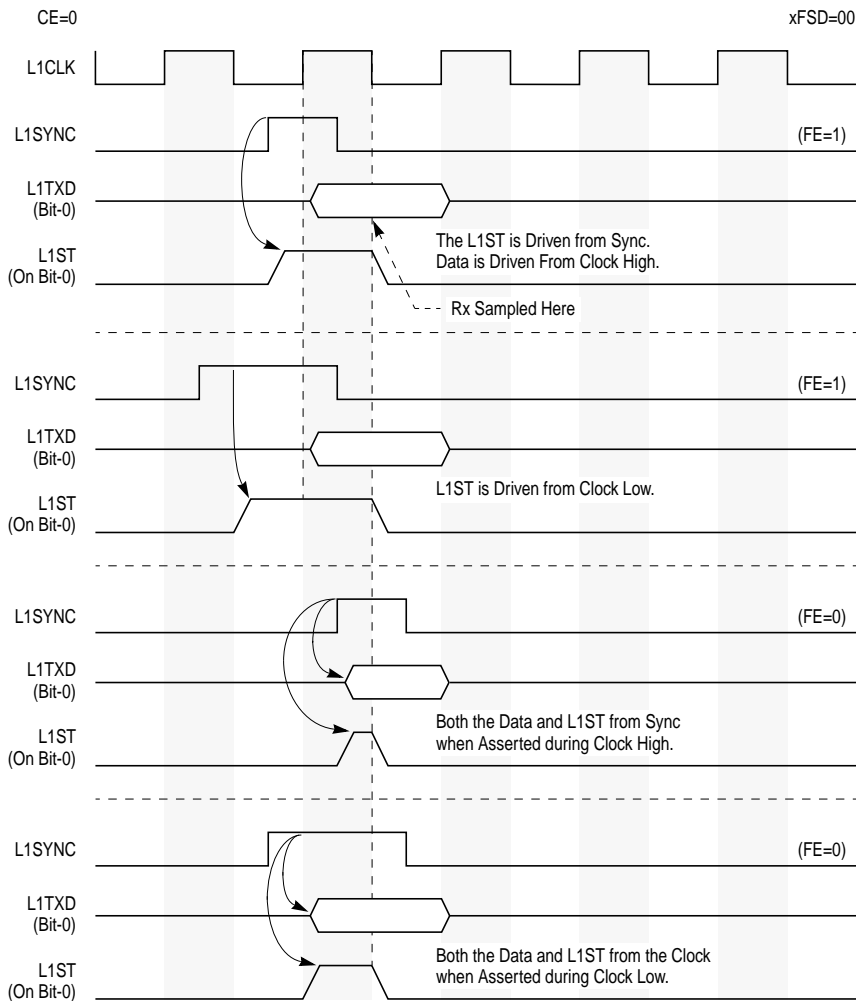 CE=0 xFSD=00
L1CLK
L1SYNC (FE=1)
L1TXD
(Bit-0)
The L1ST is Driven from Sync.
Data is Driven From Clock High.
L1ST
(On Bit-0)
Rx Sampled Here
L1SYNC (FE=1)
L1TXD
(Bit-0)
L1ST is Driven from Clock Low.
L1ST
(On Bit-0)
L1SYNC (FE=0)
L1TXD
(Bit-0)
Both the Data and L1ST from Sync
when Asserted during Clock High.
L1ST
(On Bit-0)
L1SYNC (FE=0)
L1TXD
(Bit-0)
Both the Data and L1ST from the Clock
when Asserted during Clock Low.
L1ST
(On Bit-0)